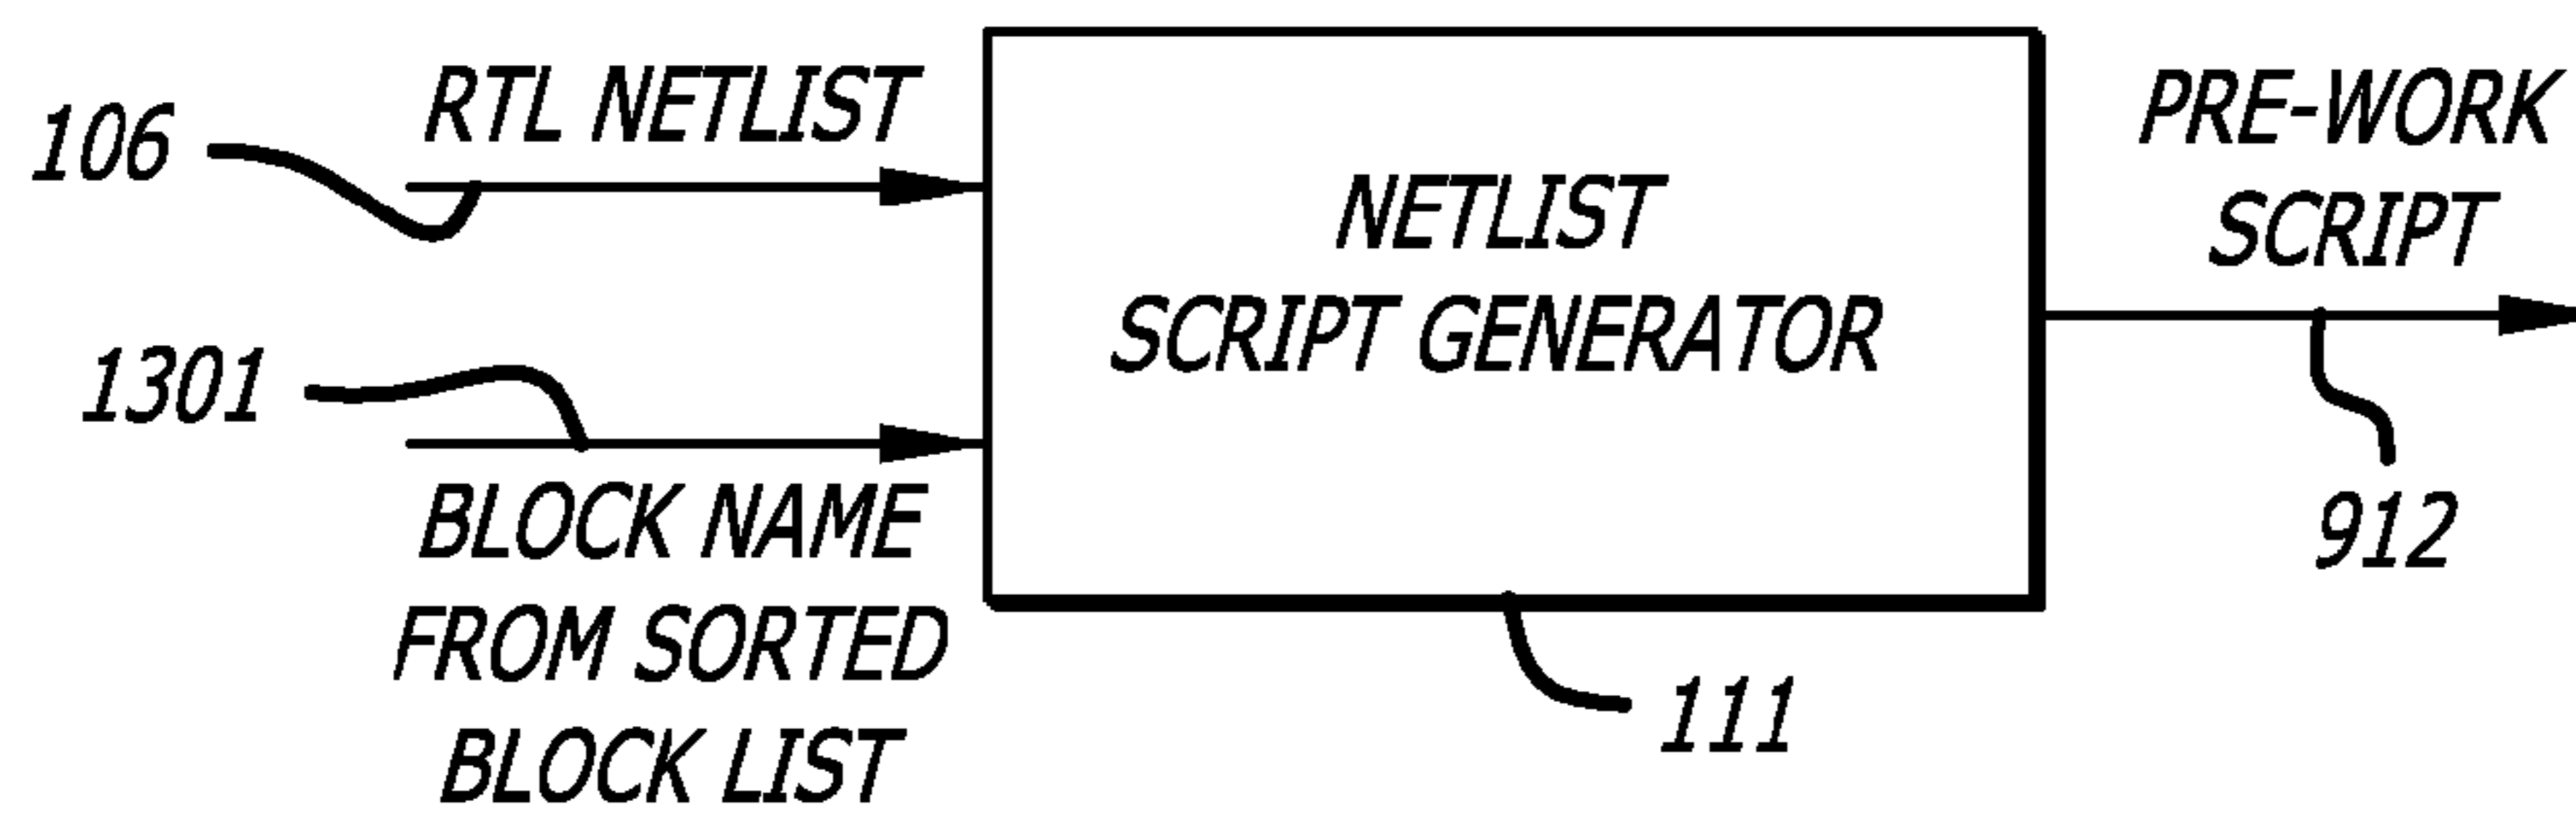 106
RTL NETLIST
1301
BLOCK NAME
FROM SORTED
BLOCK LIST
NETLIST
SCRIPT GENERATOR
111
PRE-WORK
SCRIPT
912